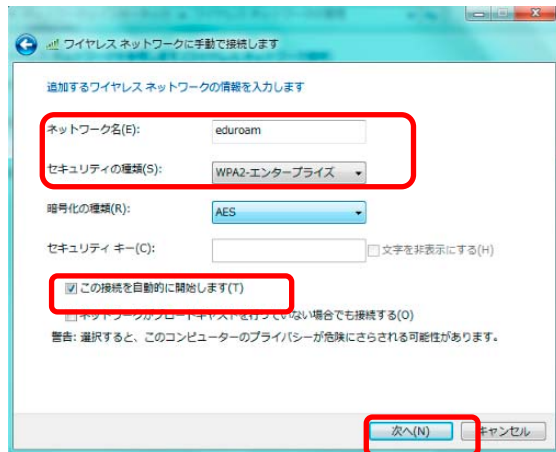 ワイヤレス ネットワークに手動で接続します
追加するワイヤレス ネットワークの情報を入力します
ネットワーク名(E): eduroam
セキュリティの種類(S): WPA2-エンタープライズ
暗号化の種類(R): AES
セキュリティ キー(C): 文字を非表示にする(H)
この接続を自動的に開始します(T)
ネットワークがブロードキャストを行っていない場合でも接続する(O)
警告: 選択すると、このコンピューターのプライバシーが危険にさらされる可能性があります。
次へ(N) キャンセル